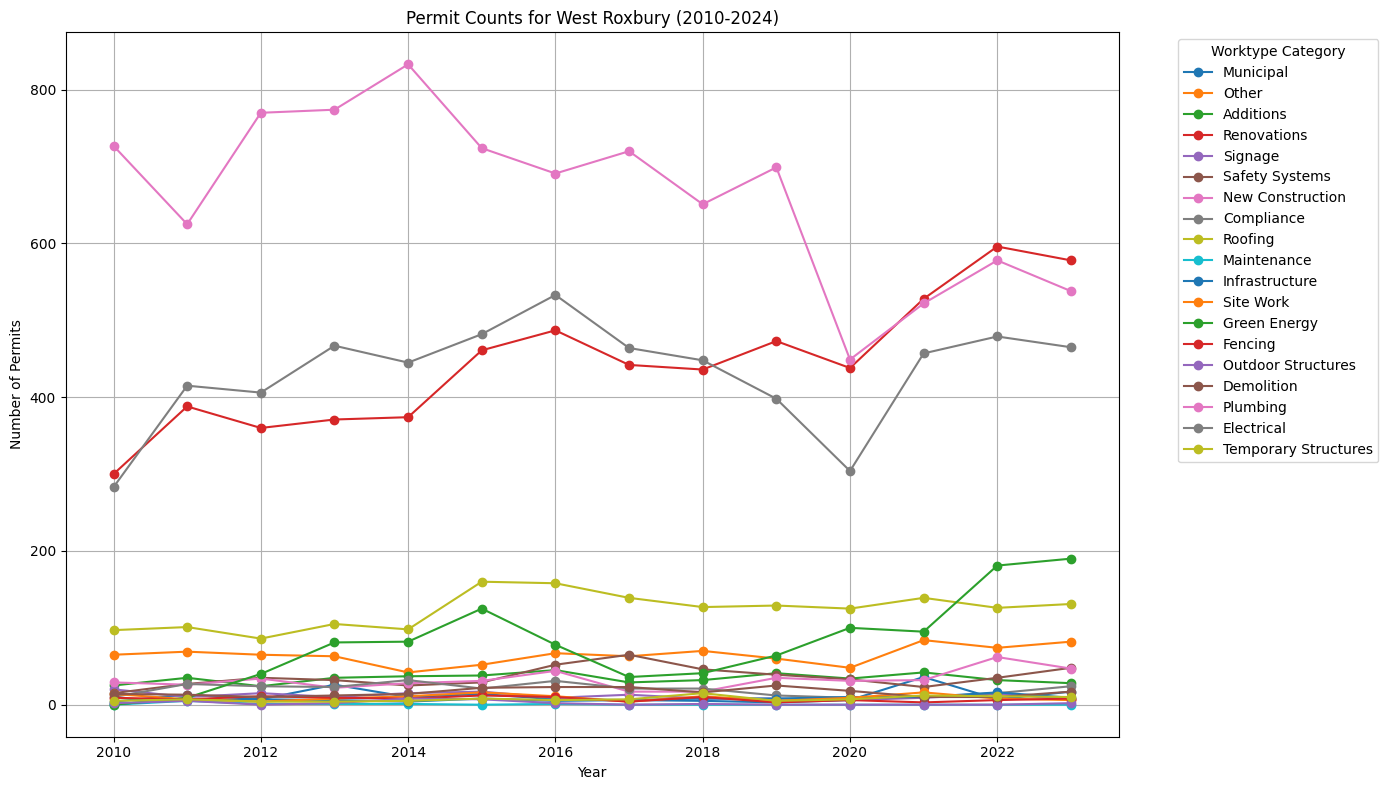 Permit Counts for West Roxbury (2010-2024)
Number of Permits
800
600
400
200
0
2010
2012
2014
2016
2018
2020
2022
Year
Worktype Category
Municipal
Other
Additions
Renovations
Signage
Safety Systems
New Construction
Compliance
Roofing
Maintenance
Infrastructure
Site Work
Green Energy
Fencing
Outdoor Structures
Demolition
Plumbing
Electrical
Temporary Structures